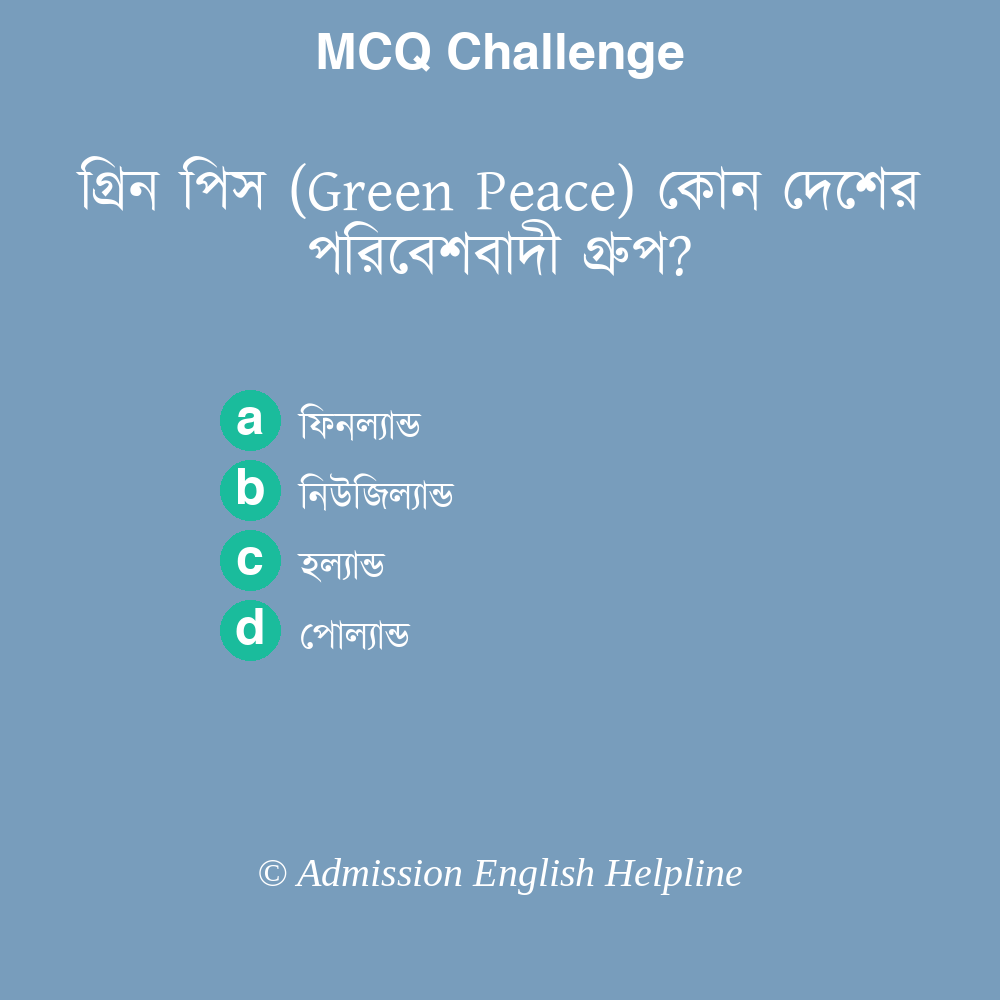 MCQ Challenge
গ্রিন পিস (Green Peace) কোন দেশের
পরিবেশবাদী গ্রুপ?
a ফিনল্যান্ড
b নিউজিল্যান্ড
c হল্যান্ড
d পোল্যান্ড
© Admission English Helpline